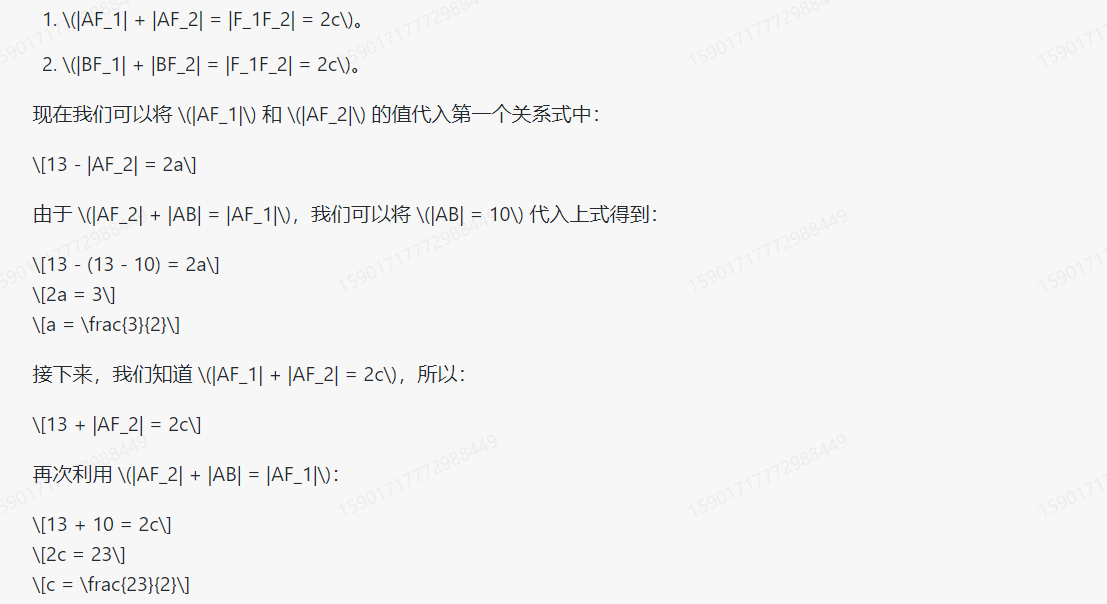 1. \(|AF_1| + |AF_2| = |F_1F_2| = 2c\)。
2. \(|BF_1| + |BF_2| = |F_1F_2| = 2c\)。
现在我们可以将 \(|AF_1|\) 和 \(|AF_2|\) 的值代入第一个关系式中：
\[13 - |AF_2| = 2a\]
由于 \(|AF_2| + |AB| = |AF_1|\)，我们可以将 \(|AB| = 10\) 代入上式得到：
\[13 - (13 - 10) = 2a\]
\[2a = 3\]
\[a = \frac{3}{2}\]
接下来，我们知道 \(|AF_1| + |AF_2| = 2c\)，所以：
\[13 + |AF_2| = 2c\]
再次利用 \(|AF_2| + |AB| = |AF_1|\)：
\[13 + 10 = 2c\]
\[2c = 23\]
\[c = \frac{23}{2}\]